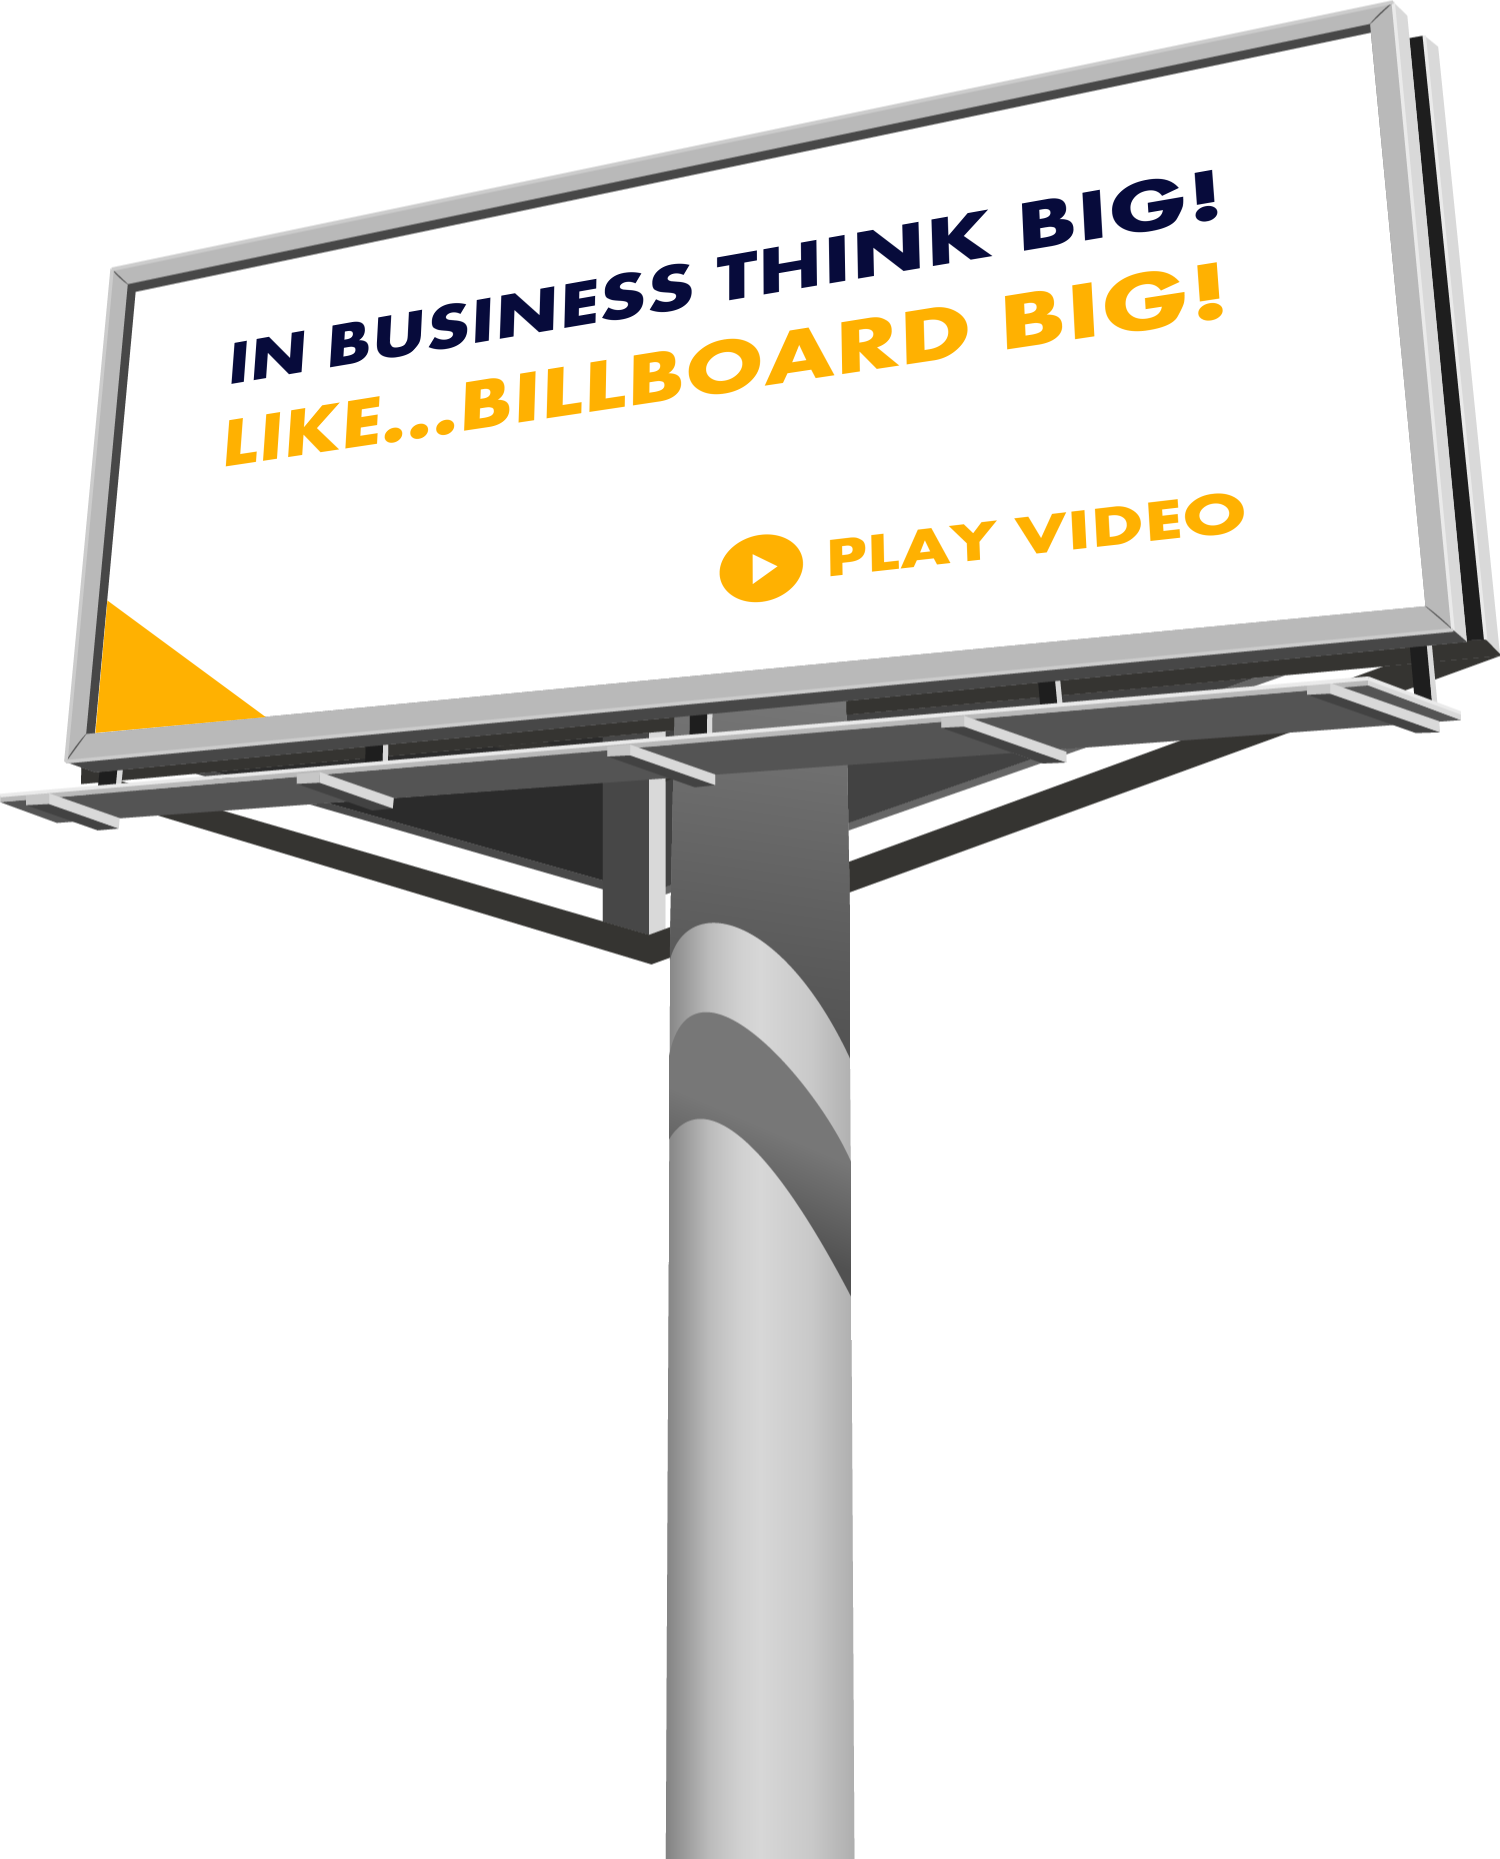 IN BUSINESS THINK BIG!
LIKE...BILLBOARD BIG!
PLAY VIDEO